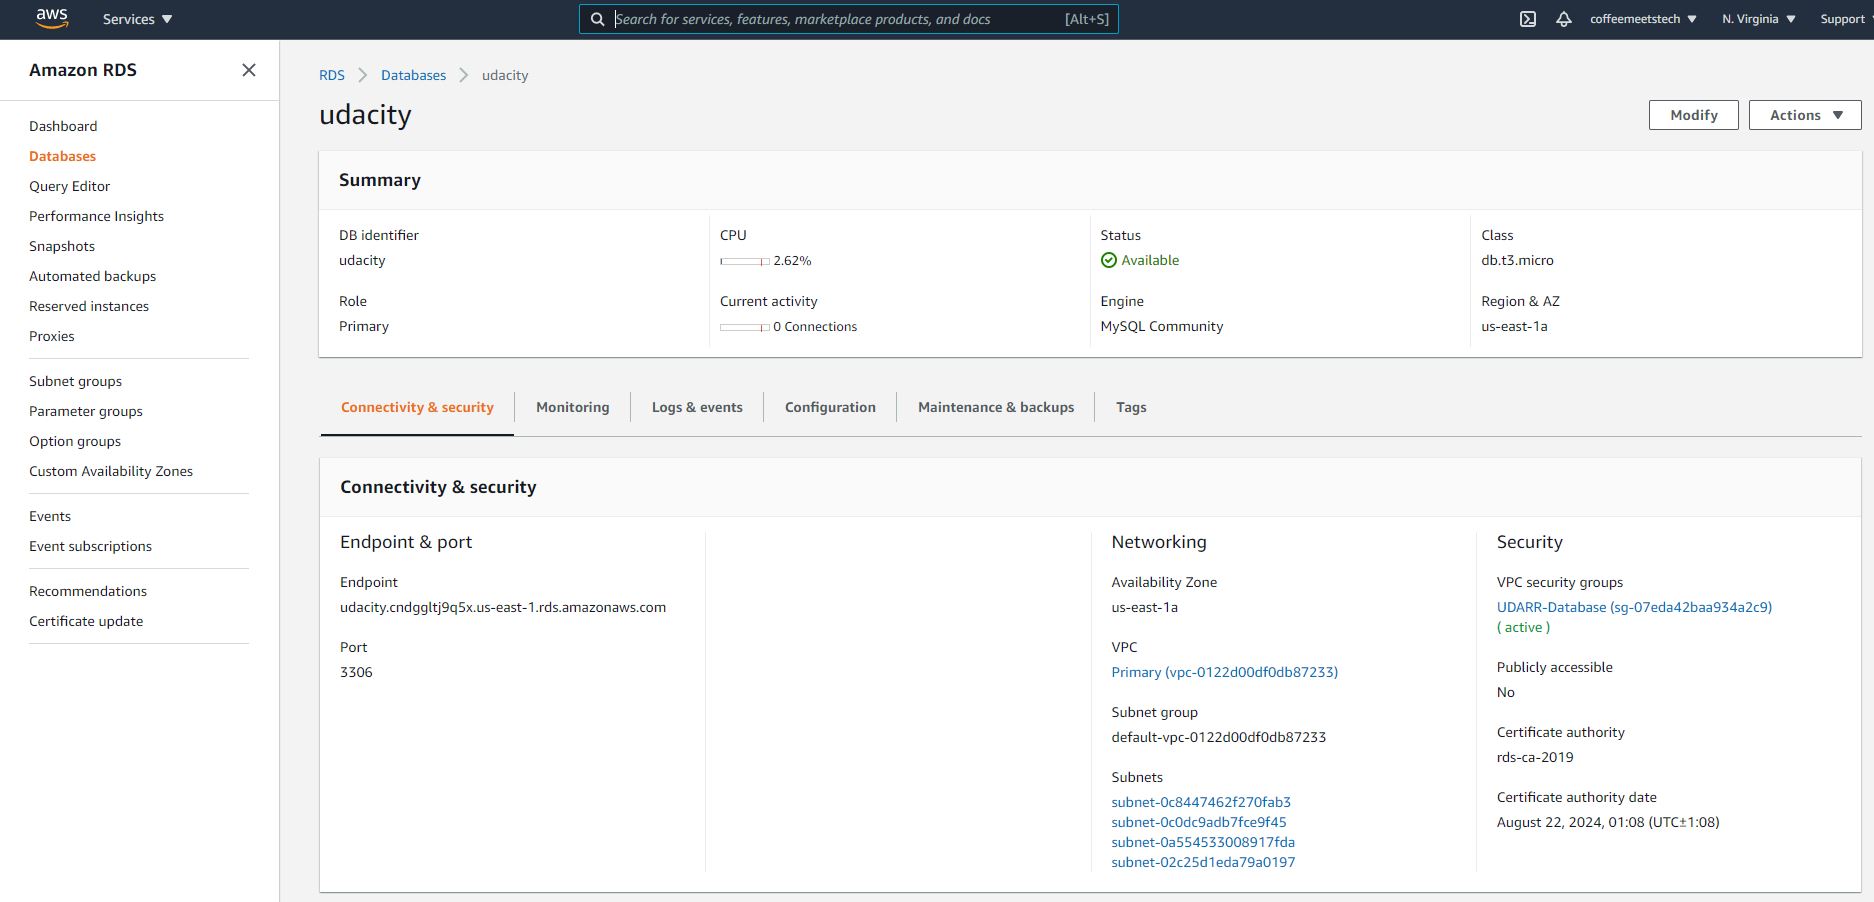 aws
Services
Search for services, features, marketplace products, and docs
[Alt+S]
coffeemeetstech
N. Virginia
Support
Amazon RDS
Dashboard
Databases
Query Editor
Performance Insights
Snapshots
Automated backups
Reserved instances
Proxies
Subnet groups
Parameter groups
Option groups
Custom Availability Zones
Events
Event subscriptions
Recommendations
Certificate update
RDS > Databases > udacity
udacity
Modify
Actions
Summary
DB identifier
udacity
CPU
2.62%
Status
Available
Class
db.t3.micro
Role
Primary
Current activity
0 Connections
Engine
MySQL Community
Region & AZ
us-east-1a
Connectivity & security
Monitoring
Logs & events
Configuration
Maintenance & backups
Tags
Connectivity & security
Endpoint & port
Endpoint
udacity.cndggltj9q5x.us-east-1.rds.amazonaws.com
Port
3306
Networking
Availability Zone
us-east-1a
VPC
Primary (vpc-0122d00df0db87233)
Subnet group
default-vpc-0122d00df0db87233
Subnets
subnet-0c8447462f270fab3
subnet-0c0dc9adb7fce9f45
subnet-0a554533008917fda
subnet-02c25d1eda79a0197
Security
VPC security groups
UDARR-Database (sg-07eda42baa934a2c9)
( active )
Publicly accessible
No
Certificate authority
rds-ca-2019
Certificate authority date
August 22, 2024, 01:08 (UTC±1:08)